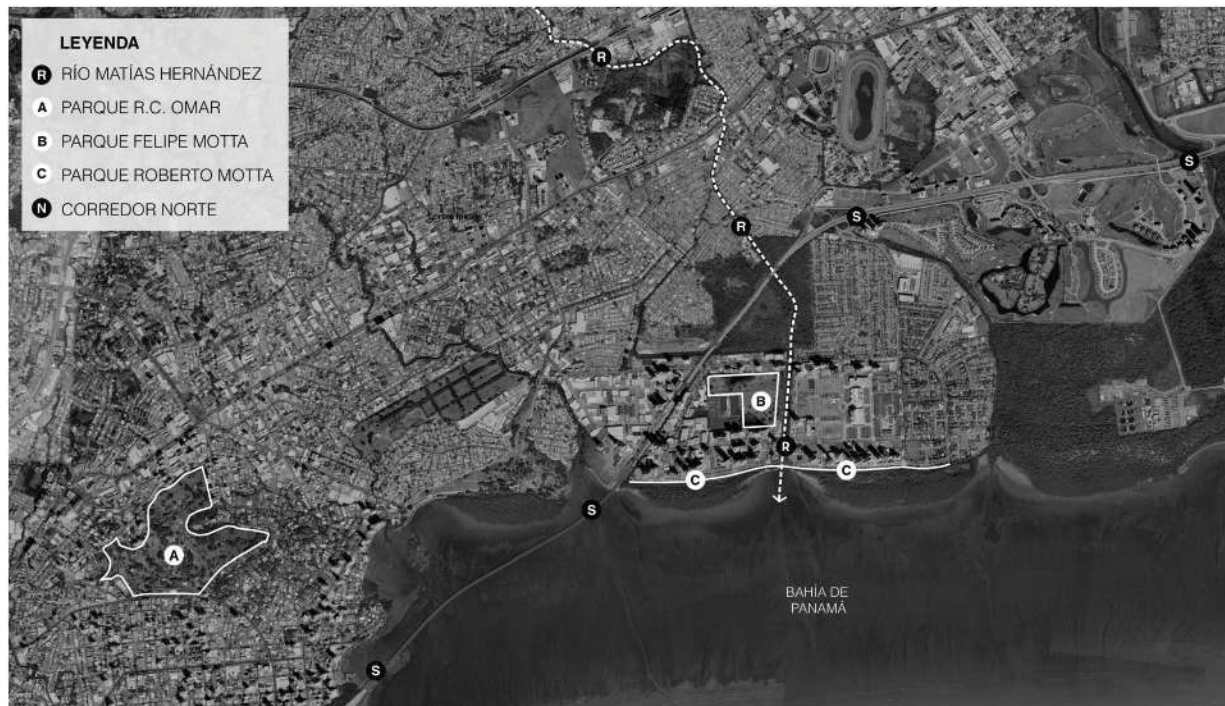 LEYENDA
R RÍO MATÍAS HERNÁNDEZ
A PARQUE R.C. OMAR
B PARQUE FELIPE MOTTA
C PARQUE ROBERTO MOTTA
N CORREDOR NORTE
R
S
R
S
B
R
C
C
S
A
BAHÍA DE
PANAMÁ
S